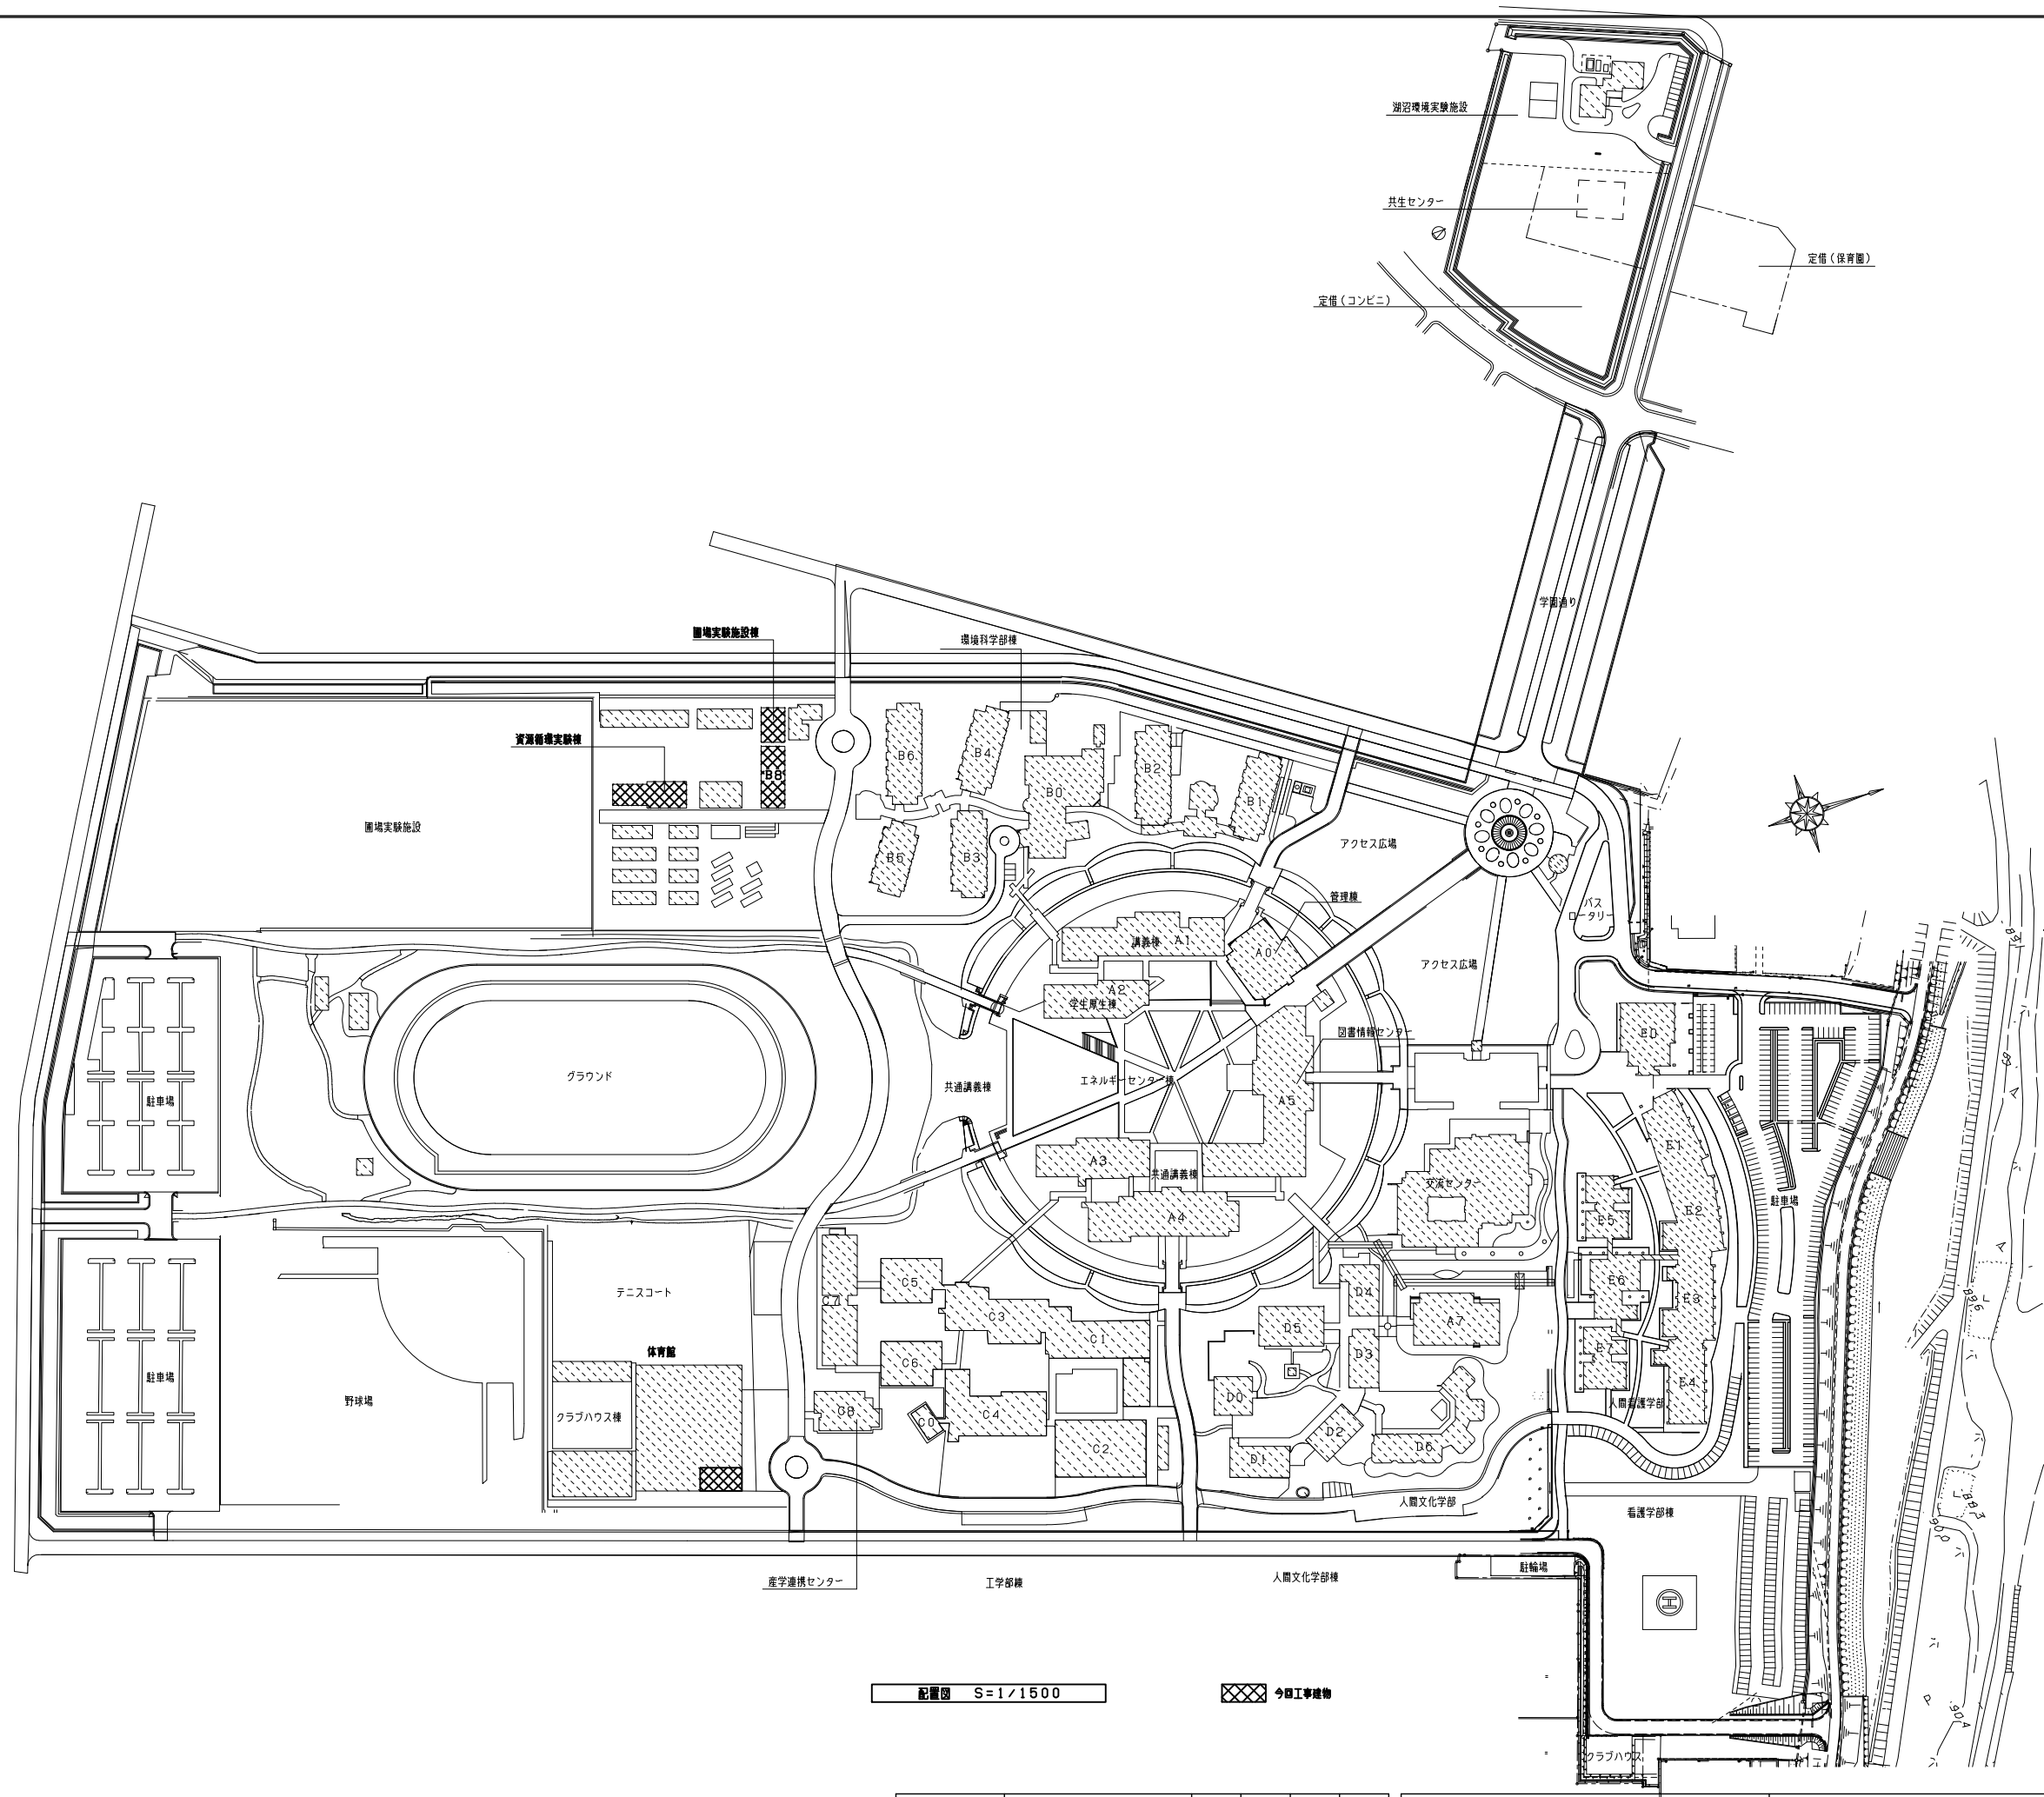 湖沼環境実験施設
共生センター
定借(保育園)
定借(コンビニ)
学園通り
圃場実験施設棟
環境科学部棟
資源循環実験棟
B6
B4
B0
B2
B1
B8
B5
B3
圃場実験施設
アクセス広場
管理棟
バス
ロータリー
講義棟 A1
A0
アクセス広場
A2
学生厚生棟
図書情報センター
E0
グラウンド
共通講義棟
エネルギーセンター棟
A5
駐車場
E1
A3
共通講義棟
交流センター
駐車場
A4
E5
E2
C5
E6
テニスコート
C7
C3
D4
E3
C1
D5
A7
体育館
C6
D3
E7
駐車場
野球場
クラブハウス棟
C8
C0
C4
D0
E4
人間看護学部
C2
D2
D6
D1
人間文化学部
看護学部棟
産学連携センター
工学部棟
人間文化学部棟
駐輪場
H
配置図 S=1/1500
今回工事建物
クラブハウス
896
893
900
904